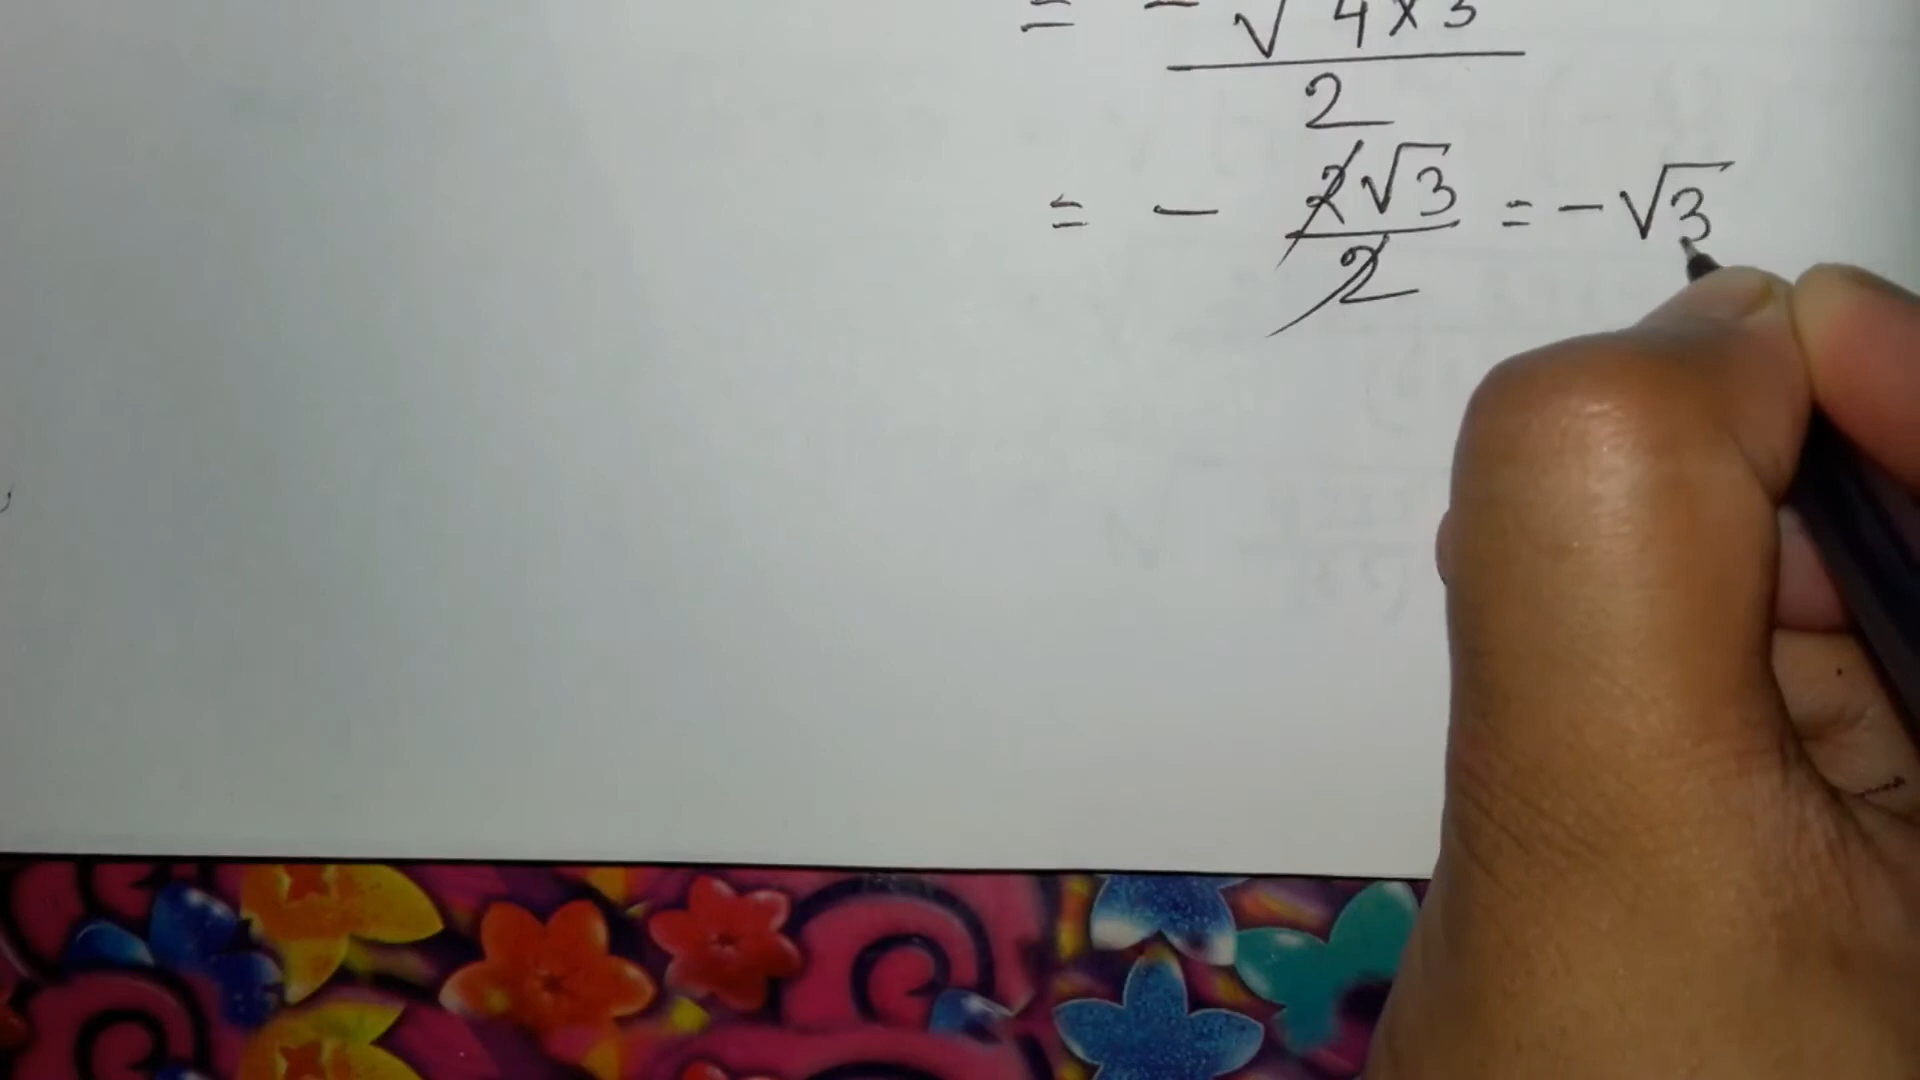 = - √4×3
2
= - 2√3/2 = -√3